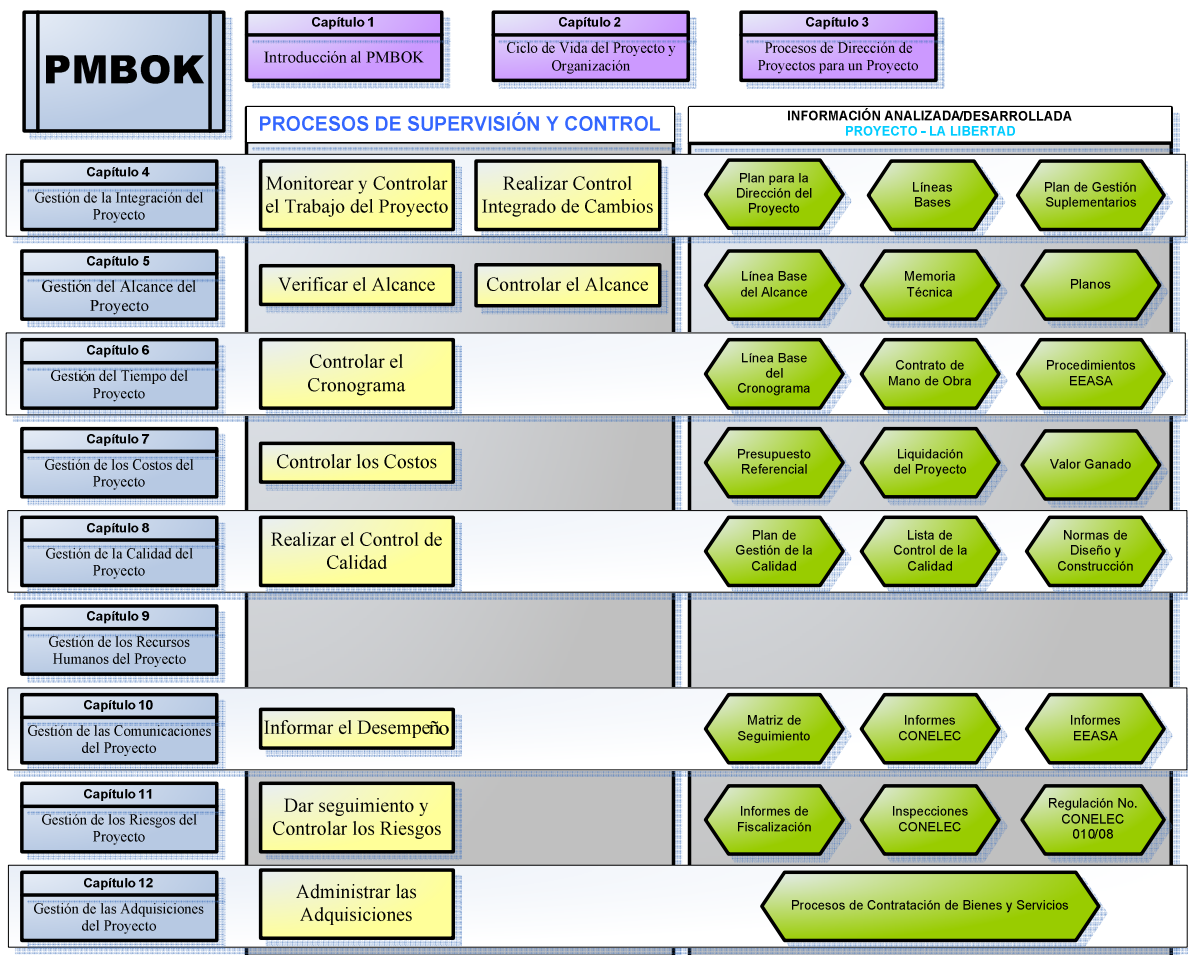 PMBOK
Capítulo 1
Introducción al PMBOK
Capítulo 2
Ciclo de Vida del Proyecto y
Organización
Capítulo 3
Procesos de Dirección de
Proyectos para un Proyecto
PROCESOS DE SUPERVISIÓN Y CONTROL
INFORMACIÓN ANALIZADA/DESARROLLADA
PROYECTO - LA LIBERTAD
Capítulo 4
Gestión de la Integración del
Proyecto
Monitorear y Controlar
el Trabajo del Proyecto
Realizar Control
Integrado de Cambios
Plan para la
Dirección del
Proyecto
Líneas
Bases
Plan de Gestión
Suplementarios
Capítulo 5
Gestión del Alcance del
Proyecto
Verificar el Alcance
Controlar el Alcance
Línea Base
del Alcance
Memoria
Técnica
Planos
Capítulo 6
Gestión del Tiempo del
Proyecto
Controlar el
Cronograma
Línea Base
del
Cronograma
Contrato de
Mano de Obra
Procedimientos
EEASA
Capítulo 7
Gestión de los Costos del
Proyecto
Controlar los Costos
Presupuesto
Referencial
Liquidación
del Proyecto
Valor Ganado
Capítulo 8
Gestión de la Calidad del
Proyecto
Realizar el Control de
Calidad
Plan de
Gestión de la
Calidad
Lista de
Control de la
Calidad
Normas de
Diseño y
Construcción
Capítulo 9
Gestión de los Recursos
Humanos del Proyecto
Capítulo 10
Gestión de las Comunicaciones
del Proyecto
Informar el Desempeño
Matriz de
Seguimiento
Informes
CONELEC
Informes
EEASA
Capítulo 11
Gestión de los Riesgos del
Proyecto
Dar seguimiento y
Controlar los Riesgos
Informes de
Fiscalización
Inspecciones
CONELEC
Regulación No.
CONELEC
010/08
Capítulo 12
Gestión de las Adquisiciones
del Proyecto
Administrar las
Adquisiciones
Procesos de Contratación de Bienes y Servicios